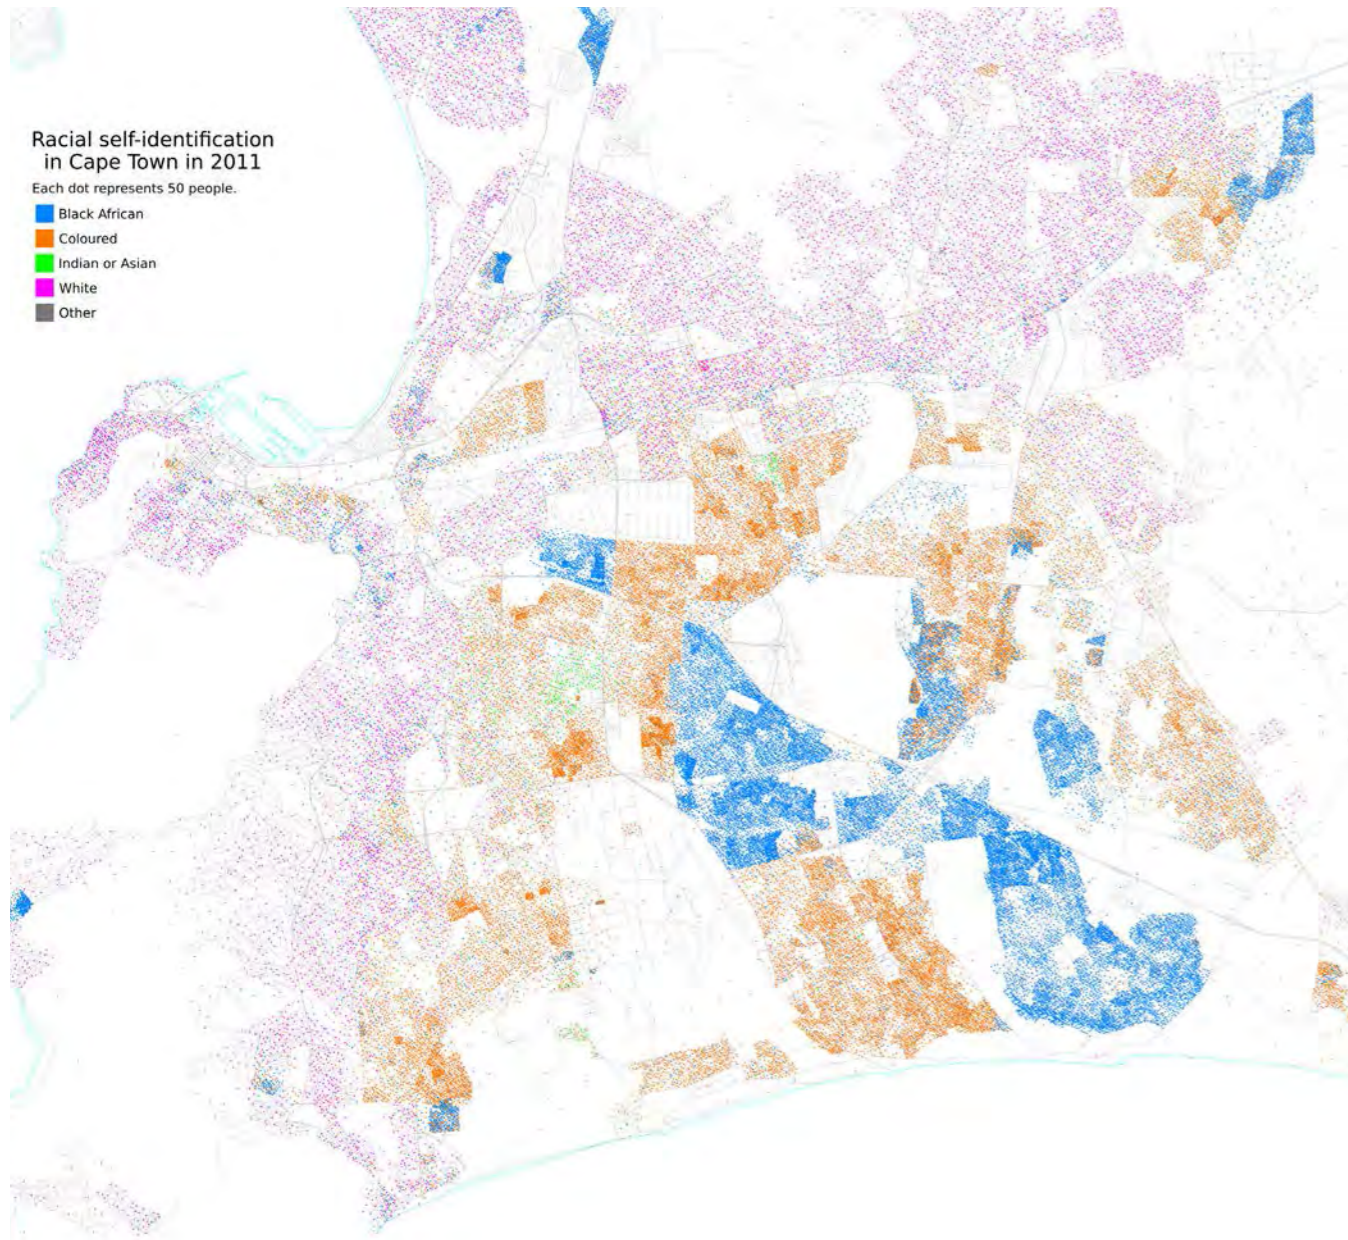 Racial self-identification
in Cape Town in 2011
Each dot represents 50 people.
Black African
Coloured
Indian or Asian
White
Other